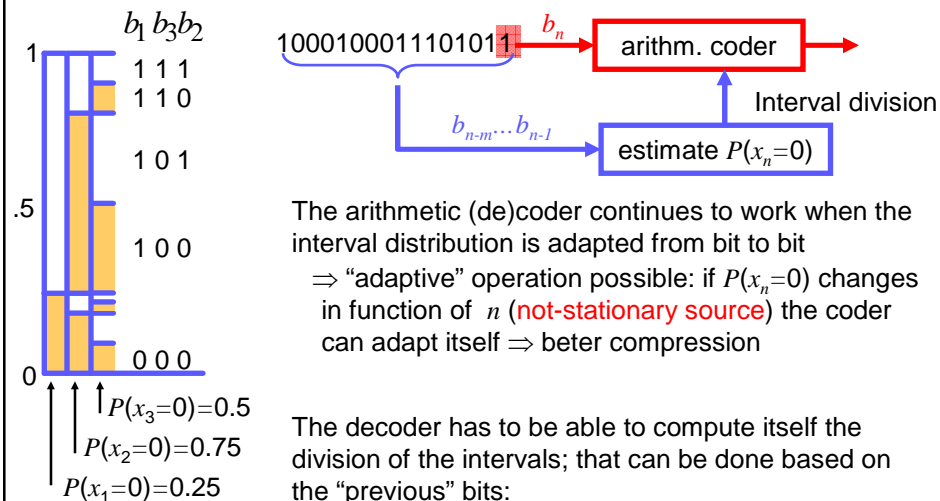 b1 b3b2
1
1 1 1
1 1 0
1 0 1
.5
1 0 0
0 0 0
0
P(x3=0)=0.5
P(x2=0)=0.75
P(x1=0)=0.25
1000100011101011
bn
arithm. coder
Interval division
bn-m...bn-1
estimate P(xn=0)
The arithmetic (de)coder continues to work when the
interval distribution is adapted from bit to bit
⇒ “adaptive” operation possible: if P(xn=0) changes
in function of n (not-stationary source) the coder
can adapt itself ⇒ beter compression
The decoder has to be able to compute itself the
division of the intervals; that can be done based on
the “previous” bits: